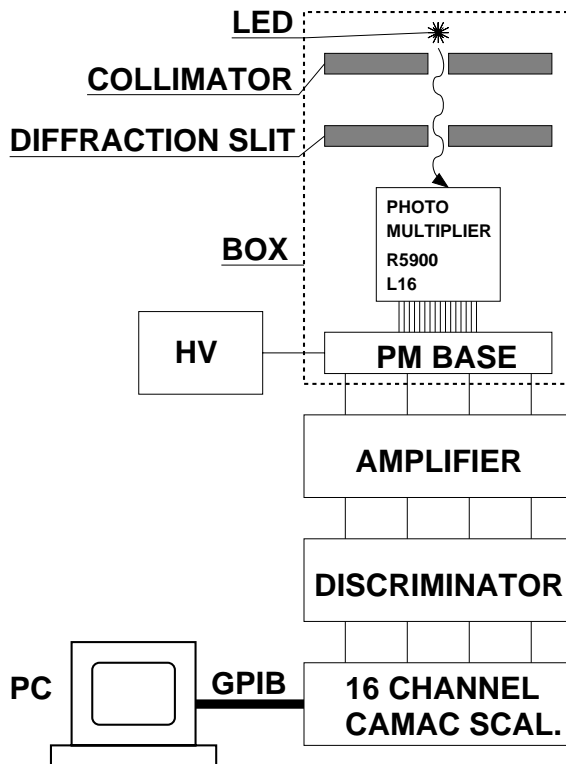 LED
COLLIMATOR
DIFFRACTION SLIT
PHOTO
MULTIPLIER
R5900
L16
BOX
HV
PM BASE
AMPLIFIER
DISCRIMINATOR
PC
GPIB
16 CHANNEL
CAMAC SCAL.